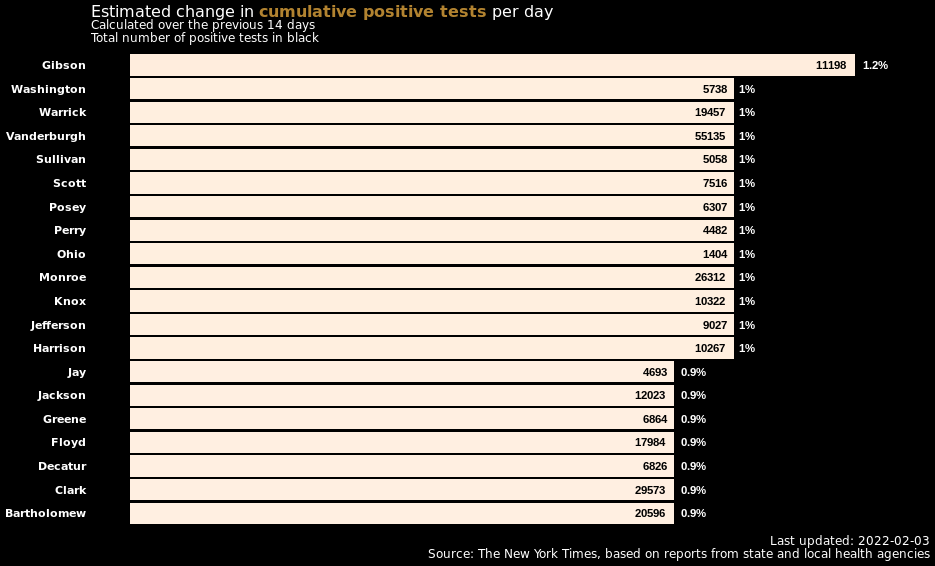 Estimated change in cumulative positive tests per day
Calculated over the previous 14 days
Total number of positive tests in black
Gibson 11198 1.2%
Washington 5738 1%
Warrick 19457 1%
Vanderburgh 55135 1%
Sullivan 5058 1%
Scott 7516 1%
Posey 6307 1%
Perry 4482 1%
Ohio 1404 1%
Monroe 26312 1%
Knox 10322 1%
Jefferson 9027 1%
Harrison 10267 1%
Jay 4693 0.9%
Jackson 12023 0.9%
Greene 6864 0.9%
Floyd 17984 0.9%
Decatur 6826 0.9%
Clark 29573 0.9%
Bartholomew 20596 0.9%
Last updated: 2022-02-03
Source: The New York Times, based on reports from state and local health agencies